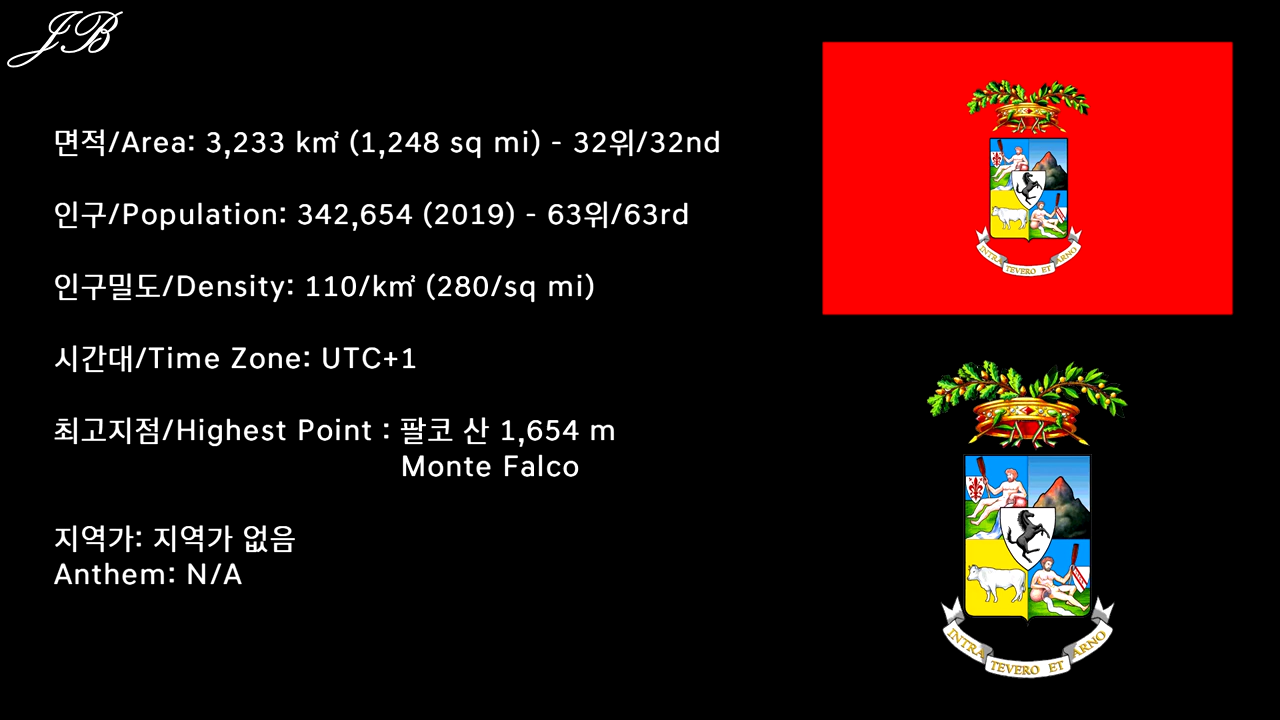 JB
면적/Area: 3,233 ㎢ (1,248 sq mi) - 32위/32nd
인구/Population: 342,654 (2019) - 63위/63rd
인구밀도/Density: 110/㎢ (280/sq mi)
시간대/Time Zone: UTC+1
최고지점/Highest Point : 팔코 산 1,654 m
Monte Falco
지역가: 지역가 없음
Anthem: N/A
INTRA TEVERO ET ARNO
INTRA TEVERO ET ARNO